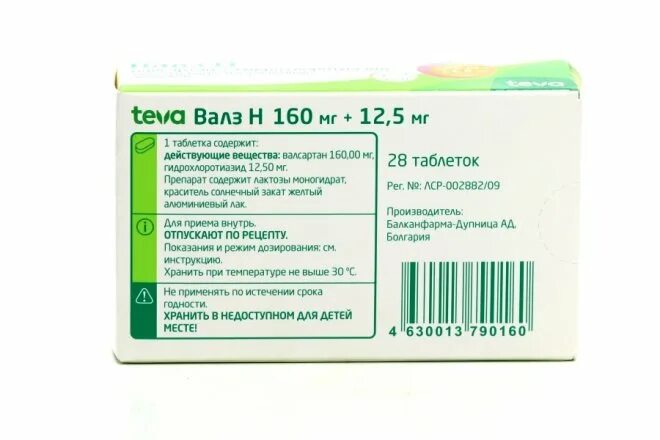 teva
teva Валз Н 160 мг + 12,5 мг
1 таблетка содержит:
действующие вещества: валсартан 160,00 мг,
гидрохлоротиазид 12,50 мг.
Препарат содержит лактозы моногидрат,
краситель солнечный закат желтый
алюминиевый лак.
Для приема внутрь.
ОТПУСКАЮТ ПО РЕЦЕПТУ.
Показания и режим дозирования: см.
инструкцию.
Хранить при температуре не выше 30 °С.
Не применять по истечении срока
годности.
ХРАНИТЬ В НЕДОСТУПНОМ ДЛЯ ДЕТЕЙ
МЕСТЕ!
28 таблеток
Рег. №: ЛСР-002882/09
Производитель:
Балканфарма-Дупница АД,
Болгария
4 630013 790160